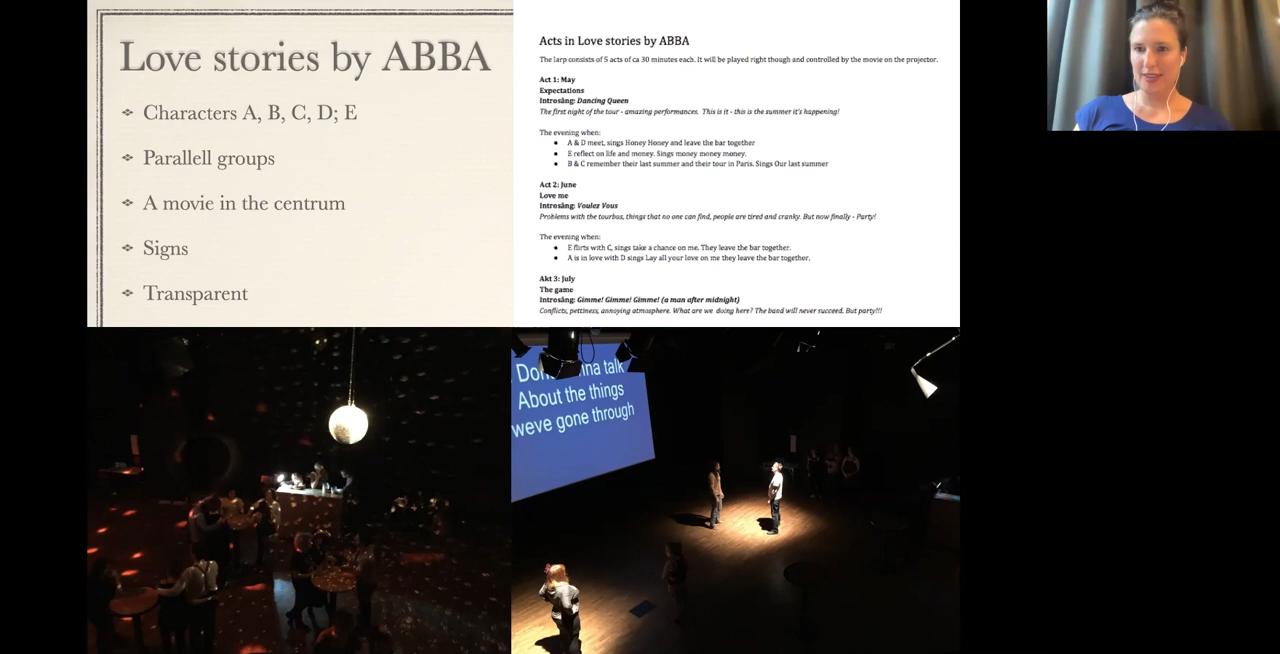 Love stories by ABBA
Characters A, B, C, D; E
Parallell groups
A movie in the centrum
Signs
Transparent
Acts in Love stories by ABBA
The larp consists of 5 acts of ca 30 minutes each. It will be played right though and controlled by the movie on the projector.
Act 1: May
Expectations
Introsång: Dancing Queen
The first night of the tour - amazing performances. This is it - this is the summer it's happening!
The evening when:
A & D meet, sings Honey Honey and leave the bar together
E reflect on life and money. Sings money money money.
B & C remember their last summer and their tour in Paris. Sings Our last summer
Act 2: June
Love me
Introsång: Voulez Vous
Problems with the tourbus, things that no one can find, people are tired and cranky. But now finally - Party!
The evening when:
E flirts with C, sings take a chance on me. They leave the bar together.
A is in love with D sings Lay all your love on me they leave the bar together.
Akt 3: July
The game
Introsång: Gimme! Gimme! Gimme! (a man after midnight)
Conflicts, pettiness, annoying atmosphere. What are we doing here? The band will never succeed. But party!!!
talk
About the things
weve gone through